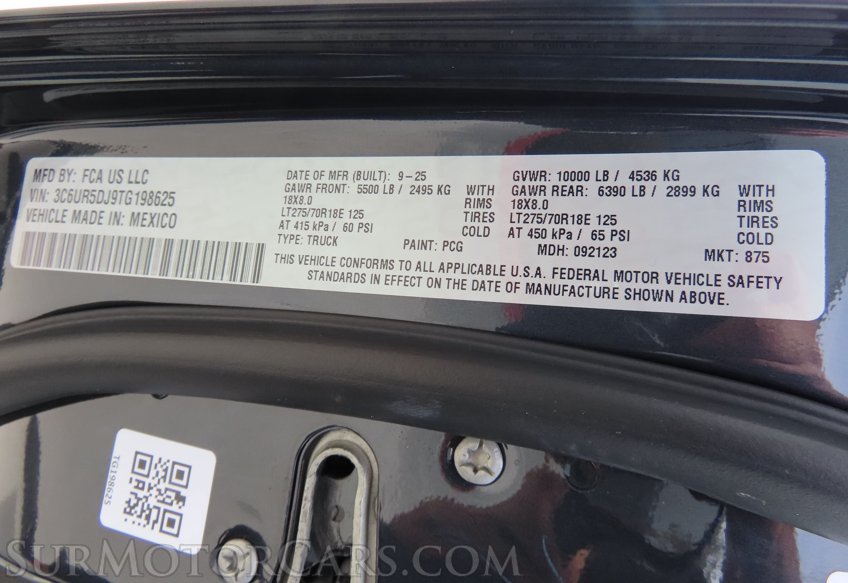 MFD BY: FCA US LLC
VIN: 3C6UR5DJ9TG198625
VEHICLE MADE IN: MEXICO
DATE OF MFR (BUILT): 9-25
GAWR FRONT: 5500 LB / 2495 KG WITH
18X8.0 RIMS
LT275/70R18E 125 TIRES
AT 415 kPa / 60 PSI COLD
TYPE: TRUCK PAINT: PCG
GVWR: 10000 LB / 4536 KG
GAWR REAR: 6390 LB / 2899 KG WITH
18X8.0 RIMS
LT275/70R18E 125 TIRES
AT 450 kPa / 65 PSI COLD
MDH: 092123 MKT: 875
THIS VEHICLE CONFORMS TO ALL APPLICABLE U.S.A. FEDERAL MOTOR VEHICLE SAFETY
STANDARDS IN EFFECT ON THE DATE OF MANUFACTURE SHOWN ABOVE.
TG198625
SURMOTORCARS.COM